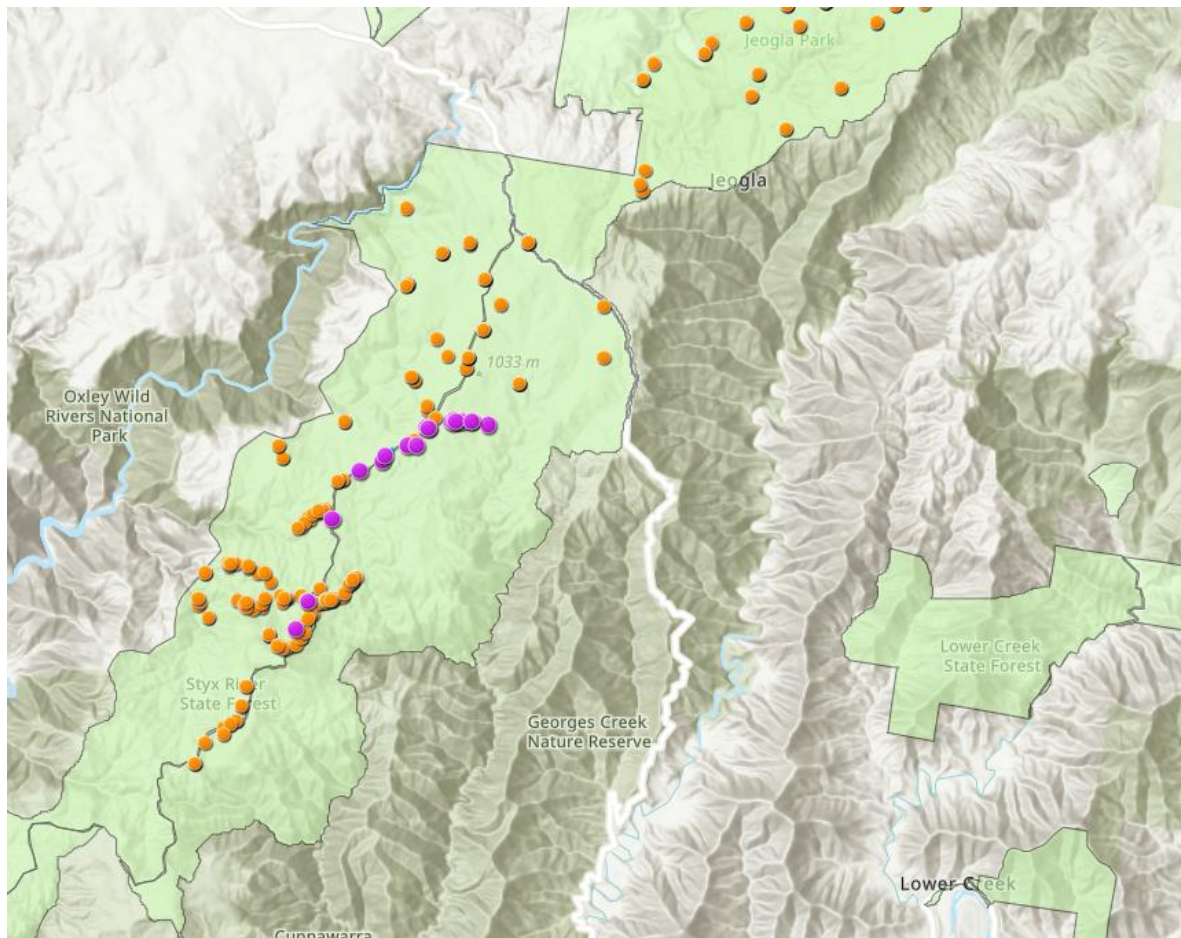 Jeogla Park
Jeogla
1033 m
Oxley Wild
Rivers National
Park
Lower Creek
State Forest
Styx River
State Forest
Georges Creek
Nature Reserve
Lower Creek
Cunnawarra